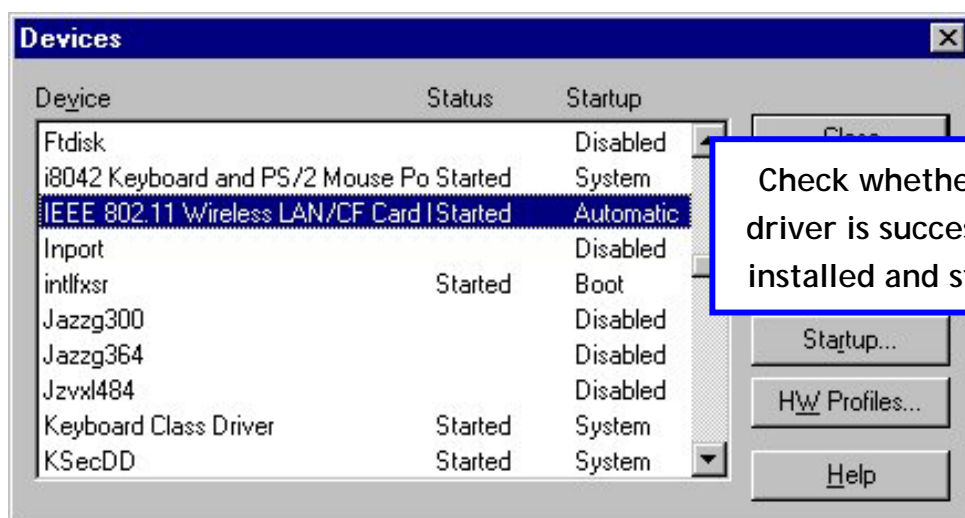 Devices
Device Status Startup
Ftdisk Disabled
i8042 Keyboard and PS/2 Mouse Po Started System
IEEE 802.11 Wireless LAN/CF Card Started Automatic
Inport Disabled
intlfxsr Started Boot
Jazzg300 Disabled
Jazzg364 Disabled
Jzvxl484 Disabled
Keyboard Class Driver Started System
KSecDD Started System
Close
Check whethe
driver is succes
installed and st
Startup...
HW Profiles...
Help